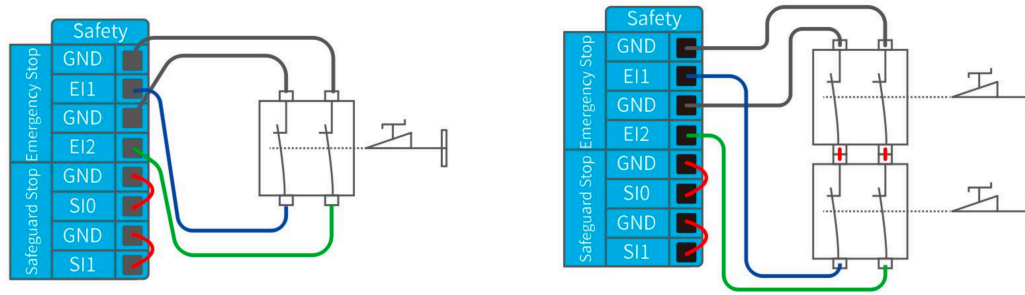 Safety
Emergency Stop
GND
EI1
GND
EI2
Safeguard Stop
GND
SI0
GND
SI1
Safety
Emergency Stop
GND
EI1
GND
EI2
Safeguard Stop
GND
SI0
GND
SI1